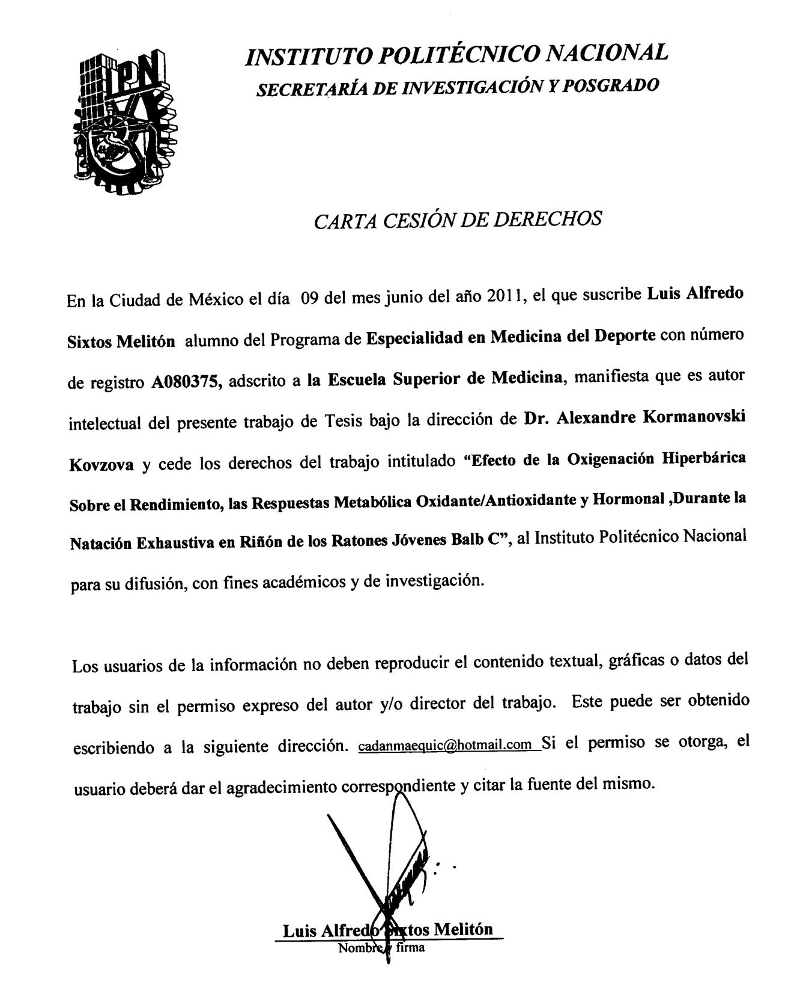 IPN
INSTITUTO POLITÉCNICO NACIONAL
SECRETARÍA DE INVESTIGACIÓN Y POSGRADO
CARTA CESIÓN DE DERECHOS
En la Ciudad de México el día 09 del mes junio del año 2011, el que suscribe Luis Alfredo
Sixtos Melitón alumno del Programa de Especialidad en Medicina del Deporte con número
de registro A080375, adscrito a la Escuela Superior de Medicina, manifiesta que es autor
intelectual del presente trabajo de Tesis bajo la dirección de Dr. Alexandre Kormanovski
Kovzova y cede los derechos del trabajo intitulado “Efecto de la Oxigenación Hiperbárica
Sobre el Rendimiento, las Respuestas Metabólica Oxidante/Antioxidante y Hormonal ,Durante la
Natación Exhaustiva en Riñón de los Ratones Jóvenes Balb C”, al Instituto Politécnico Nacional
para su difusión, con fines académicos y de investigación.
Los usuarios de la información no deben reproducir el contenido textual, gráficas o datos del
trabajo sin el permiso expreso del autor y/o director del trabajo. Este puede ser obtenido
escribiendo a la siguiente dirección. cadanmaequic@hotmail.com Si el permiso se otorga, el
usuario deberá dar el agradecimiento correspondiente y citar la fuente del mismo.
Luis Alfredo Sixtos Melitón
Nombre y firma